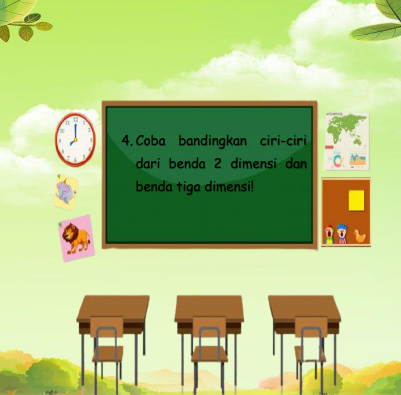 4. Coba bandingkan ciri-ciri
dari benda 2 dimensi dan
benda tiga dimensi!